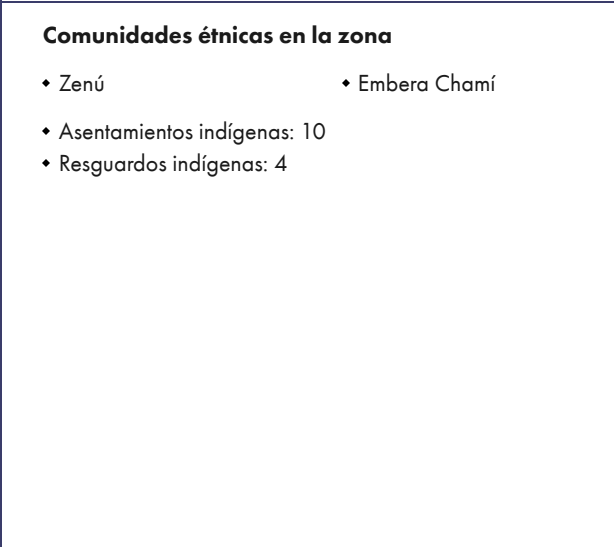 Comunidades étnicas en la zona
⬥ Zenú ⬥ Embera Chamí
⬥ Asentamientos indígenas: 10
⬥ Resguardos indígenas: 4